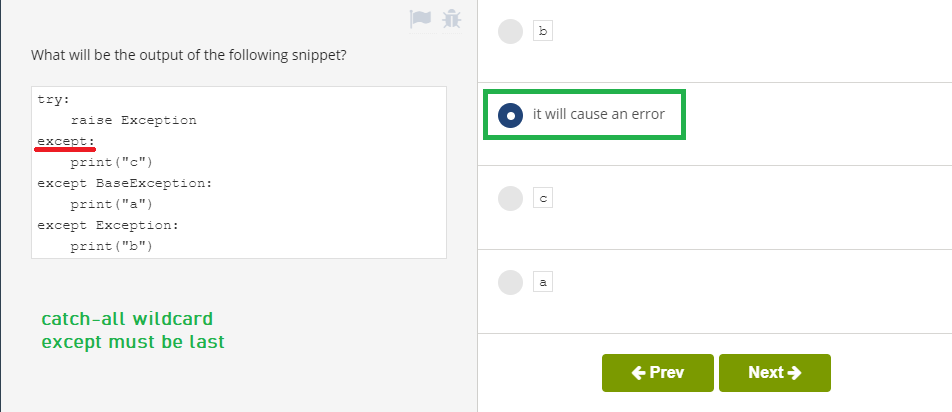 What will be the output of the following snippet?
try:
    raise Exception
except:
    print("c")
except BaseException:
    print("a")
except Exception:
    print("b")
catch-all wildcard
except must be last
b
it will cause an error
c
a
Prev
Next